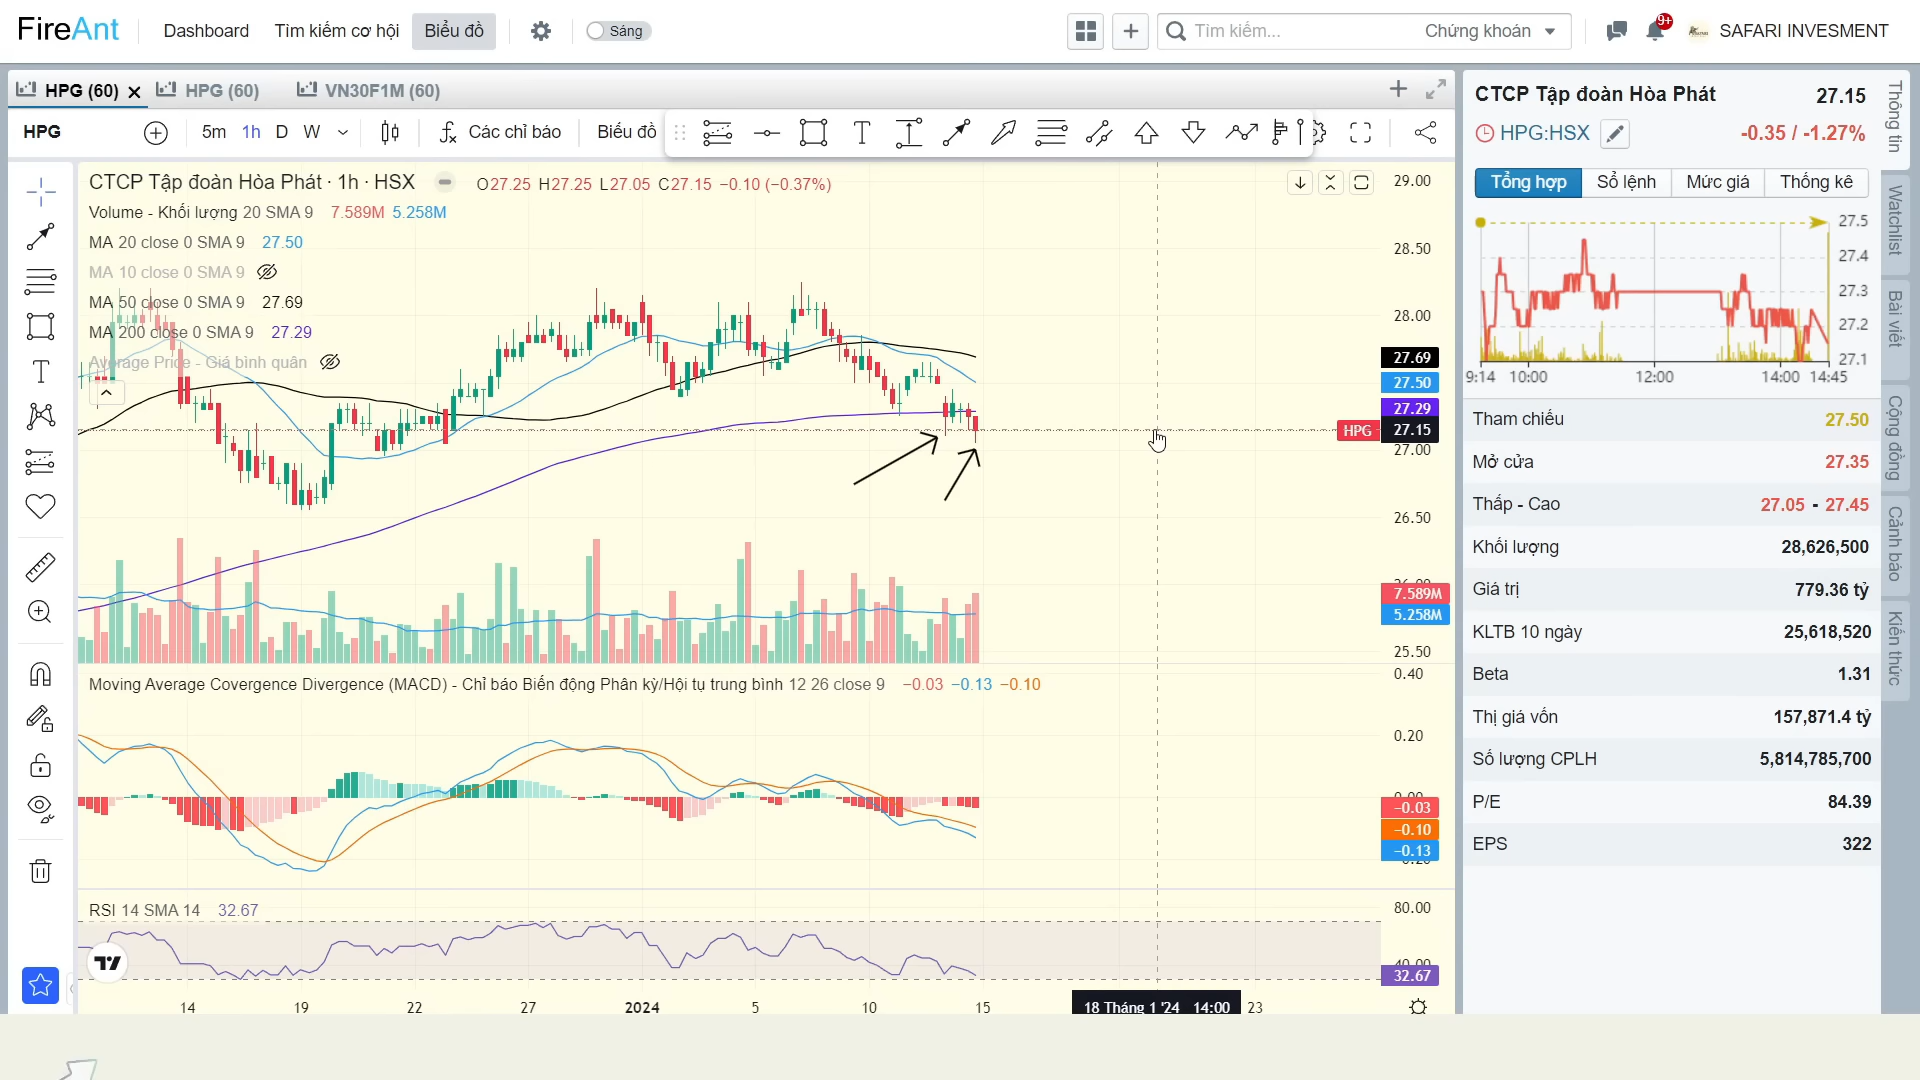 FireAnt
Dashboard
Tìm kiếm cơ hội
Biểu đồ
Sáng
Tìm kiếm...
Chứng khoán
9+
SAFARI INVESMENT
HPG (60)
HPG (60)
VN30F1M (60)
HPG
5m
1h
D
W
Các chỉ báo
Biểu đồ
CTCP Tập đoàn Hòa Phát · 1h · HSX
O27.25 H27.25 L27.05 C27.15 −0.10 (−0.37%)
Volume - Khối lượng 20 SMA 9 7.589M 5.258M
MA 20 close 0 SMA 9 27.50
MA 10 close 0 SMA 9
MA 50 close 0 SMA 9 27.69
MA 200 close 0 SMA 9 27.29
Average Price - Giá bình quân
29.00
28.50
28.00
27.69
27.50
27.29
HPG 27.15
27.00
26.50
26.00
7.589M
5.258M
25.50
Moving Average Covergence Divergence (MACD) - Chỉ báo Biến động Phân kỳ/Hội tụ trung bình 12 26 close 9 −0.03 −0.13 −0.10
0.40
0.20
0.00
−0.03
−0.10
−0.13
RSI 14 SMA 14 32.67
80.00
40.00
32.67
14
19
22
27
2024
5
10
15
18 Tháng 1 '24 14:00
23
CTCP Tập đoàn Hòa Phát
27.15
HPG:HSX
-0.35 / -1.27%
Tổng hợp
Sổ lệnh
Mức giá
Thống kê
27.5
27.4
27.3
27.2
27.1
9:14 10:00 12:00 14:00 14:45
Tham chiếu 27.50
Mở cửa 27.35
Thấp - Cao 27.05 - 27.45
Khối lượng 28,626,500
Giá trị 779.36 tỷ
KLTB 10 ngày 25,618,520
Beta 1.31
Thị giá vốn 157,871.4 tỷ
Số lượng CPLH 5,814,785,700
P/E 84.39
EPS 322
Thông tin
Watchlist
Bài viết
Cộng đồng
Cảnh báo
Kiến thức